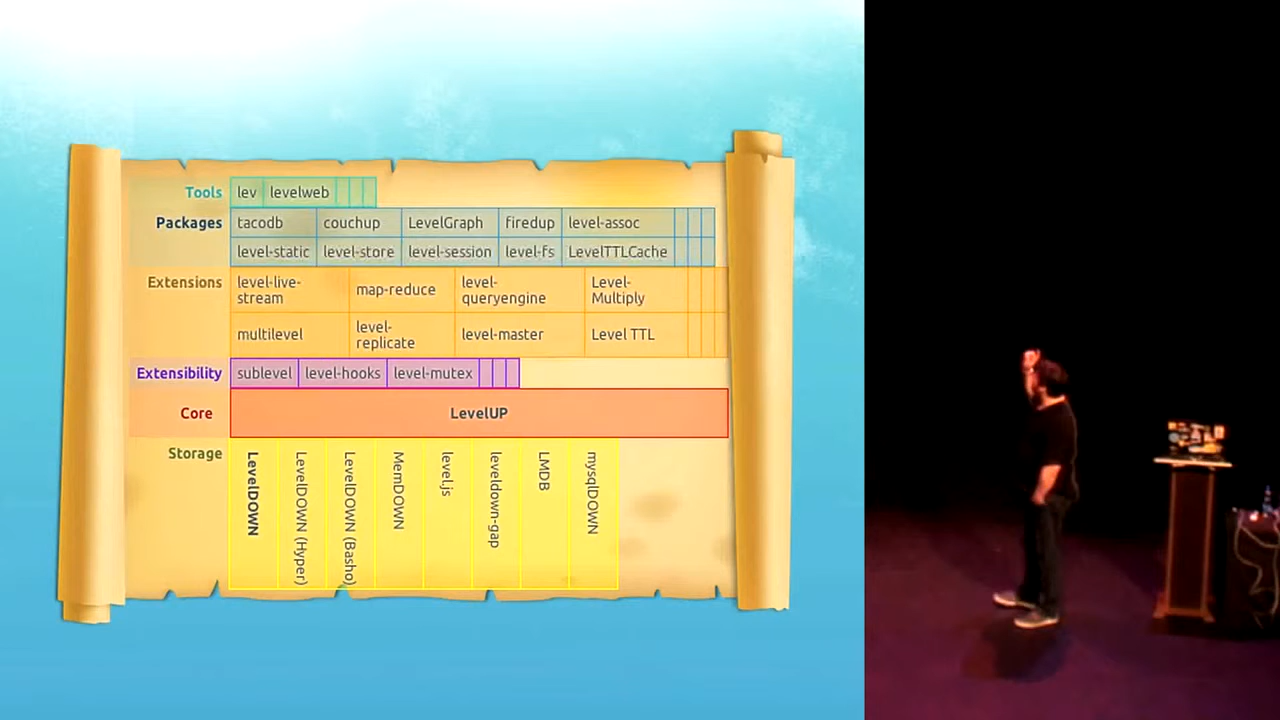 Tools lev levelweb
Packages tacodb couchup LevelGraph firedup level-assoc
level-static level-store level-session level-fs LevelTTLCache
Extensions level-live-stream map-reduce level-queryengine Level-Multiply
multilevel level-replicate level-master Level TTL
Extensibility sublevel level-hooks level-mutex
Core LevelUP
Storage LevelDOWN LevelDOWN (Hyper) LevelDOWN (Basho) MemDOWN level.js leveldown-gap LMDB mysqlDOWN